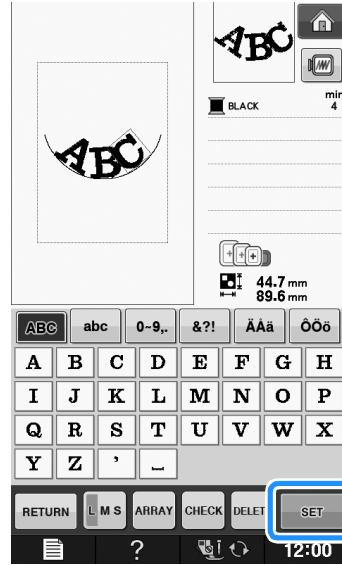 ABC
ABC
BLACK
min
4
44.7 mm
89.6 mm
ABC abc 0~9,. &?! ÄÅä ÔÖö
A B C D E F G H
I J K L M N O P
Q R S T U V W X
Y Z ' ⌴
RETURN L M S ARRAY CHECK DELET SET
? 12:00